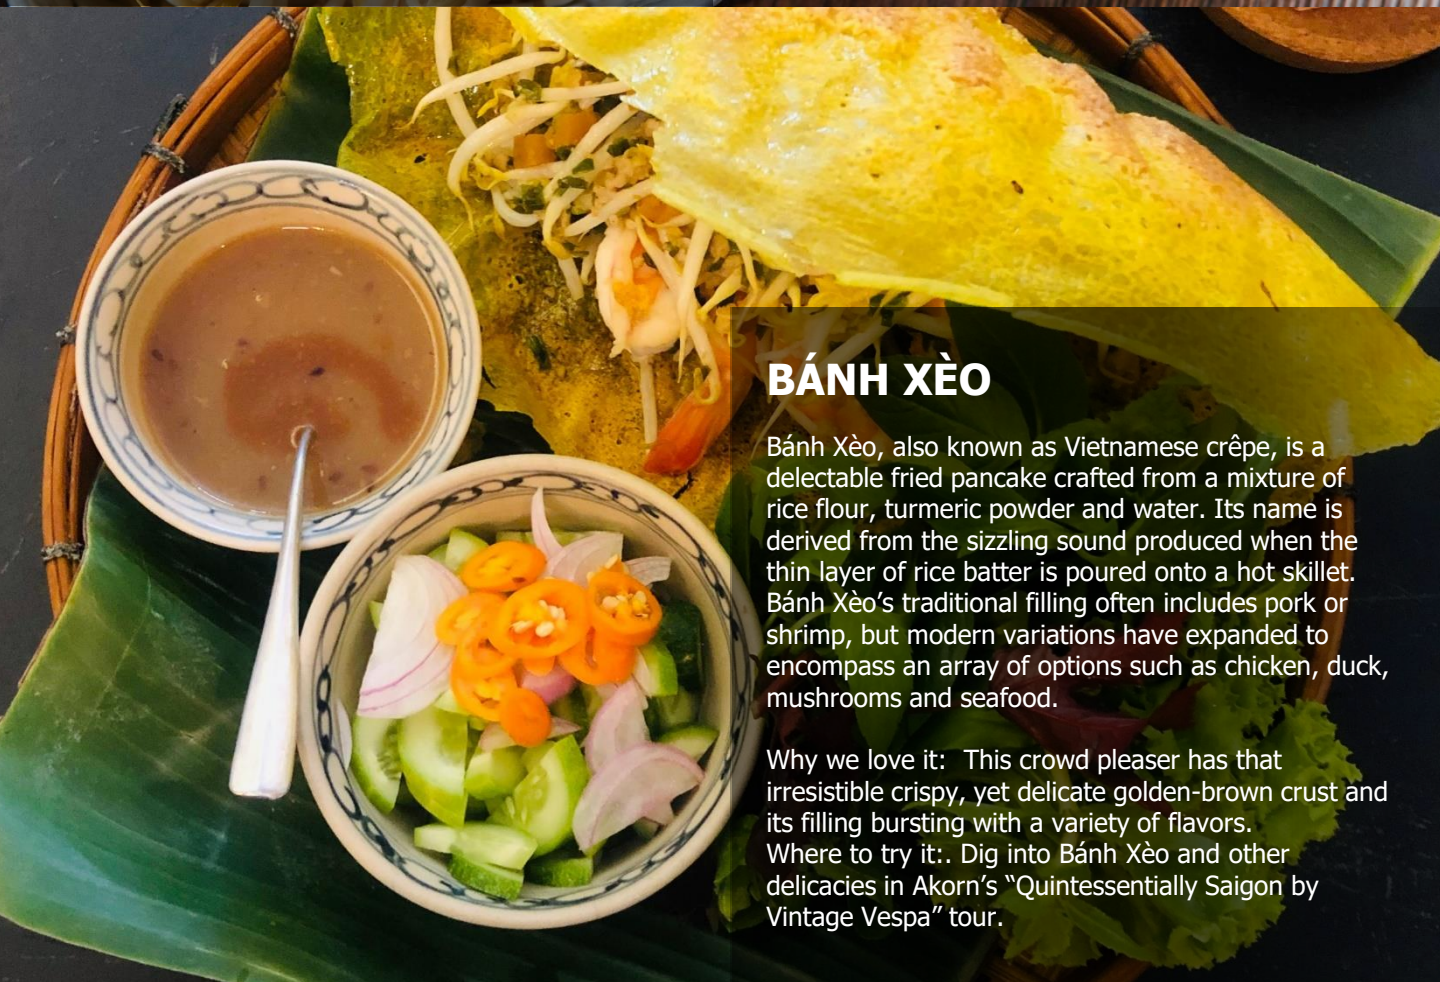 BÁNH XÈO
Bánh Xèo, also known as Vietnamese crêpe, is a
delectable fried pancake crafted from a mixture of
rice flour, turmeric powder and water. Its name is
derived from the sizzling sound produced when the
thin layer of rice batter is poured onto a hot skillet.
Bánh Xèo’s traditional filling often includes pork or
shrimp, but modern variations have expanded to
encompass an array of options such as chicken, duck,
mushrooms and seafood.
Why we love it:  This crowd pleaser has that
irresistible crispy, yet delicate golden-brown crust and
its filling bursting with a variety of flavors.
Where to try it:. Dig into Bánh Xèo and other
delicacies in Akorn’s “Quintessentially Saigon by
Vintage Vespa” tour.